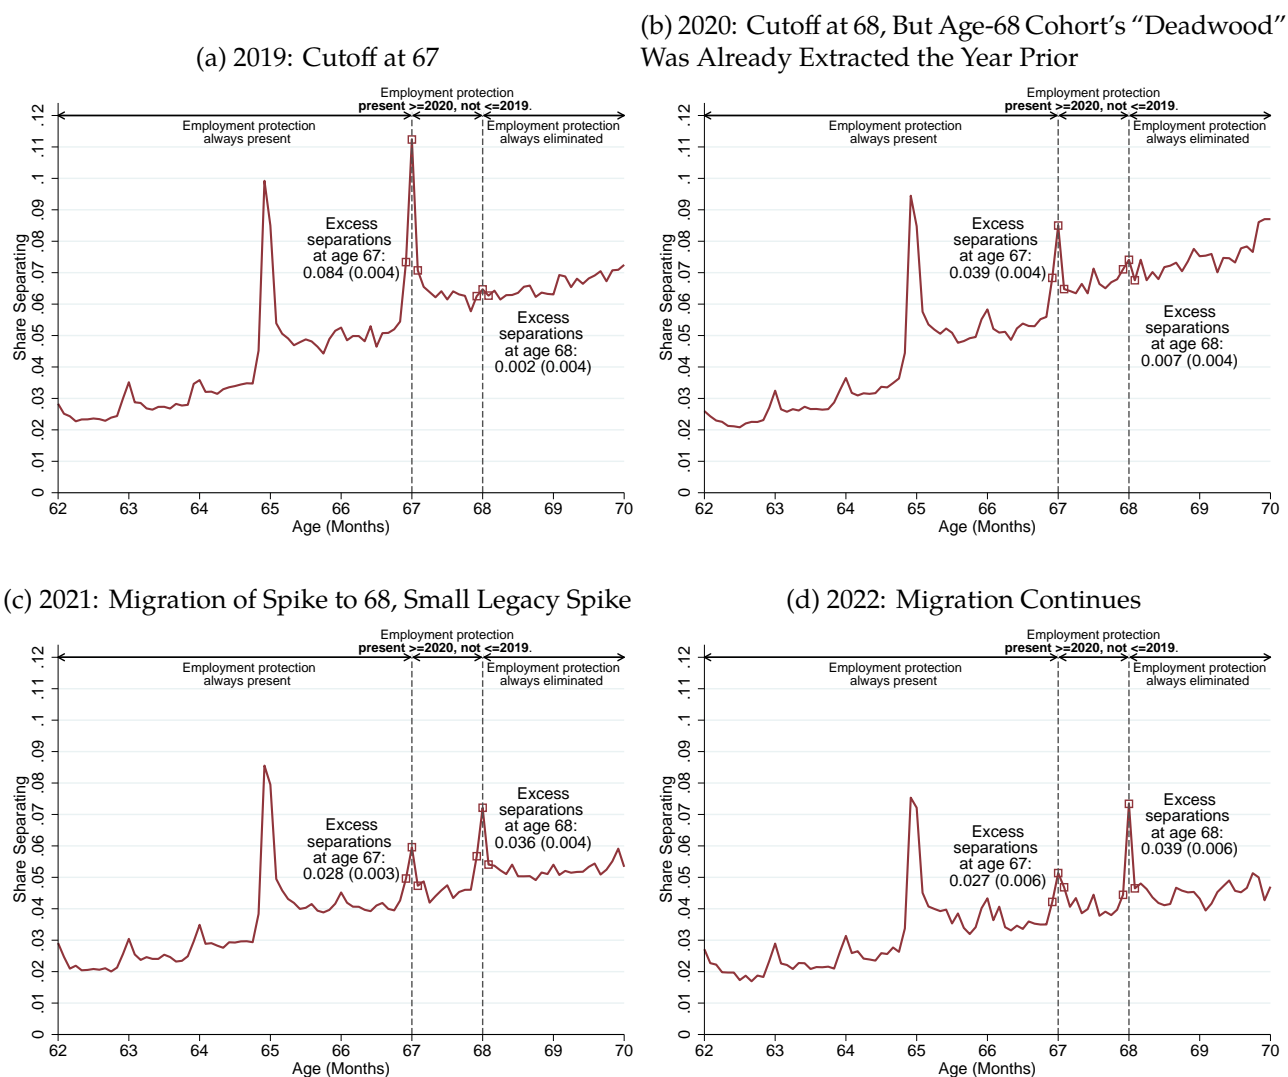 (a) 2019: Cutoff at 67
Employment protection
present >=2020, not <=2019.
Employment protection
always present
Employment protection
always eliminated
Share Separating
0 .01 .02 .03 .04 .05 .06 .07 .08 .09 .1 .11 .12
Excess
separations
at age 67:
0.084 (0.004)
Excess
separations
at age 68:
0.002 (0.004)
62 63 64 65 66 67 68 69 70
Age (Months)
(b) 2020: Cutoff at 68, But Age-68 Cohort’s “Deadwood”
Was Already Extracted the Year Prior
Employment protection
present >=2020, not <=2019.
Employment protection
always present
Employment protection
always eliminated
Share Separating
0 .01 .02 .03 .04 .05 .06 .07 .08 .09 .1 .11 .12
Excess
separations
at age 67:
0.039 (0.004)
Excess
separations
at age 68:
0.007 (0.004)
62 63 64 65 66 67 68 69 70
Age (Months)
(c) 2021: Migration of Spike to 68, Small Legacy Spike
Employment protection
present >=2020, not <=2019.
Employment protection
always present
Employment protection
always eliminated
Share Separating
0 .01 .02 .03 .04 .05 .06 .07 .08 .09 .1 .11 .12
Excess
separations
at age 67:
0.028 (0.003)
Excess
separations
at age 68:
0.036 (0.004)
62 63 64 65 66 67 68 69 70
Age (Months)
(d) 2022: Migration Continues
Employment protection
present >=2020, not <=2019.
Employment protection
always present
Employment protection
always eliminated
Share Separating
0 .01 .02 .03 .04 .05 .06 .07 .08 .09 .1 .11 .12
Excess
separations
at age 67:
0.027 (0.006)
Excess
separations
at age 68:
0.039 (0.006)
62 63 64 65 66 67 68 69 70
Age (Months)